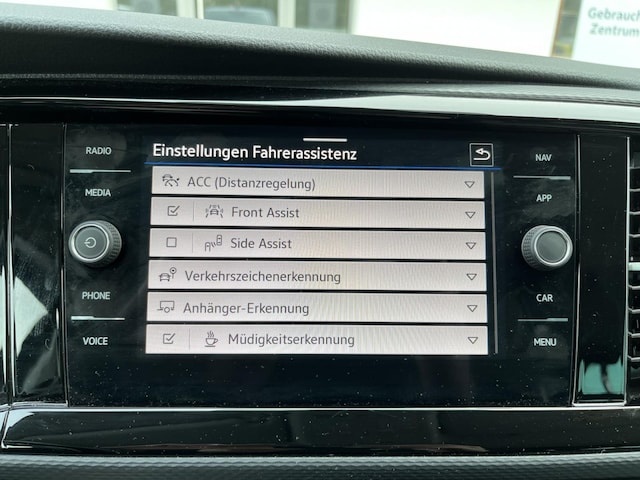 Gebrauch
Zentrum
RADIO
MEDIA
PHONE
VOICE
Einstellungen Fahrerassistenz
ACC (Distanzregelung)
Front Assist
Side Assist
Verkehrszeichenerkennung
Anhänger-Erkennung
Müdigkeitserkennung
NAV
APP
CAR
MENU